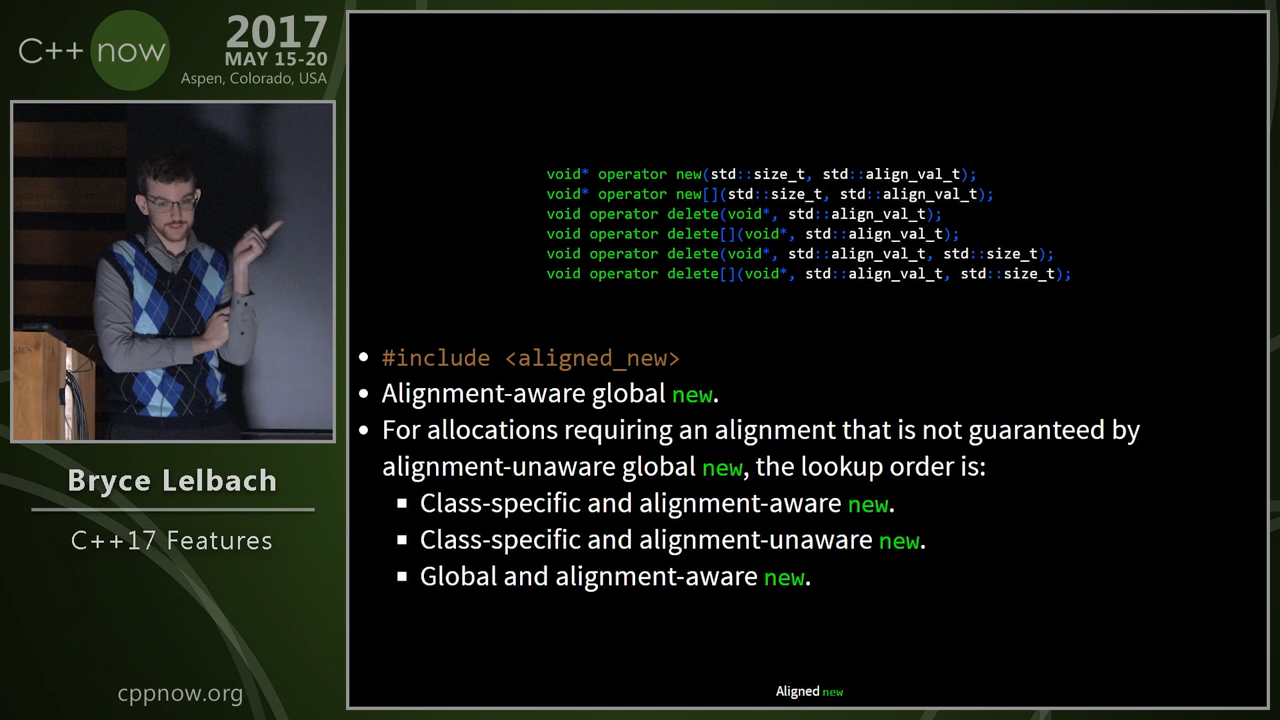 C++ now
2017
MAY 15-20
Aspen, Colorado, USA
void* operator new(std::size_t, std::align_val_t);
void* operator new[](std::size_t, std::align_val_t);
void operator delete(void*, std::align_val_t);
void operator delete[](void*, std::align_val_t);
void operator delete(void*, std::align_val_t, std::size_t);
void operator delete[](void*, std::align_val_t, std::size_t);
• #include <aligned_new>
• Alignment-aware global new.
• For allocations requiring an alignment that is not guaranteed by
alignment-unaware global new, the lookup order is:
▪ Class-specific and alignment-aware new.
▪ Class-specific and alignment-unaware new.
▪ Global and alignment-aware new.
Aligned new
Bryce Lelbach
C++17 Features
cppnow.org